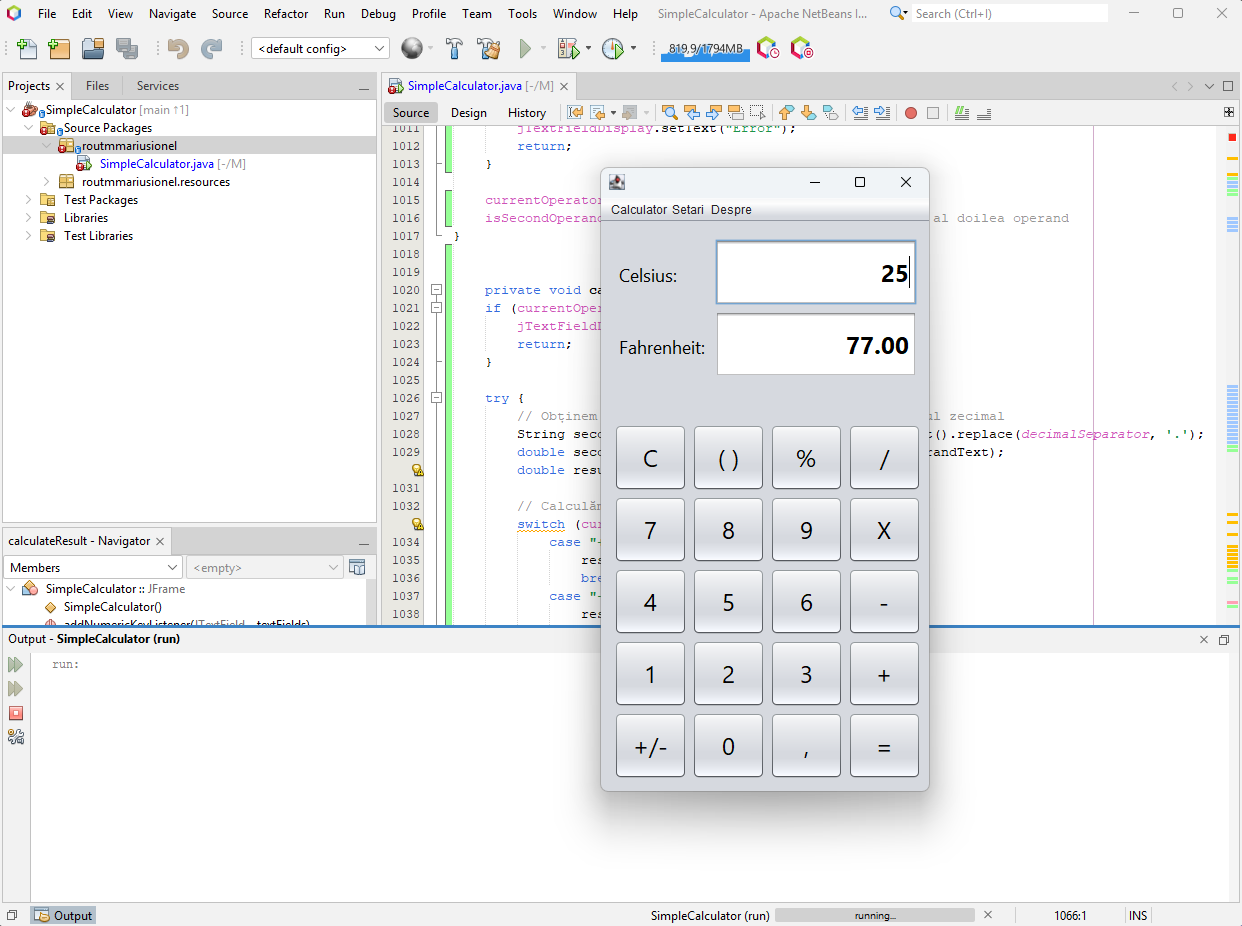 File Edit View Navigate Source Refactor Run Debug Profile Team Tools Window Help SimpleCalculator - Apache NetBeans I... Search (Ctrl+I)
<default config> 819,9/1794MB
Projects Files Services
SimpleCalculator [main ↑1]
Source Packages
routmmariusionel
SimpleCalculator.java [-/M]
routmmariusionel.resources
Test Packages
Libraries
Test Libraries
calculateResult - Navigator
Members <empty>
SimpleCalculator :: JFrame
SimpleCalculator()
addNumericKeyListener(JTextField... textFields)
SimpleCalculator.java [-/M]
Source Design History
1011 jTextFieldDisplay.setText("Error");
1012 return;
1013 }
1014
1015 currentOperator
1016 isSecondOperand al doilea operand
1017 }
1018
1019
1020 private void ca
1021 if (currentOper
1022 jTextFieldD
1023 return;
1024 }
1025
1026 try {
1027 // Obținem ul zecimal
1028 String seco t().replace(decimalSeparator, '.');
1029 double seco randText);
double resu
1031
1032 // Calculăm
switch (cur
1034 case "
1035 res
1036 bre
1037 case "
1038 res
Calculator Setari Despre
Celsius: 25
Fahrenheit: 77.00
C ( ) % /
7 8 9 X
4 5 6 -
1 2 3 +
+/- 0 , =
Output - SimpleCalculator (run)
run:
Output SimpleCalculator (run) running... 1066:1 INS